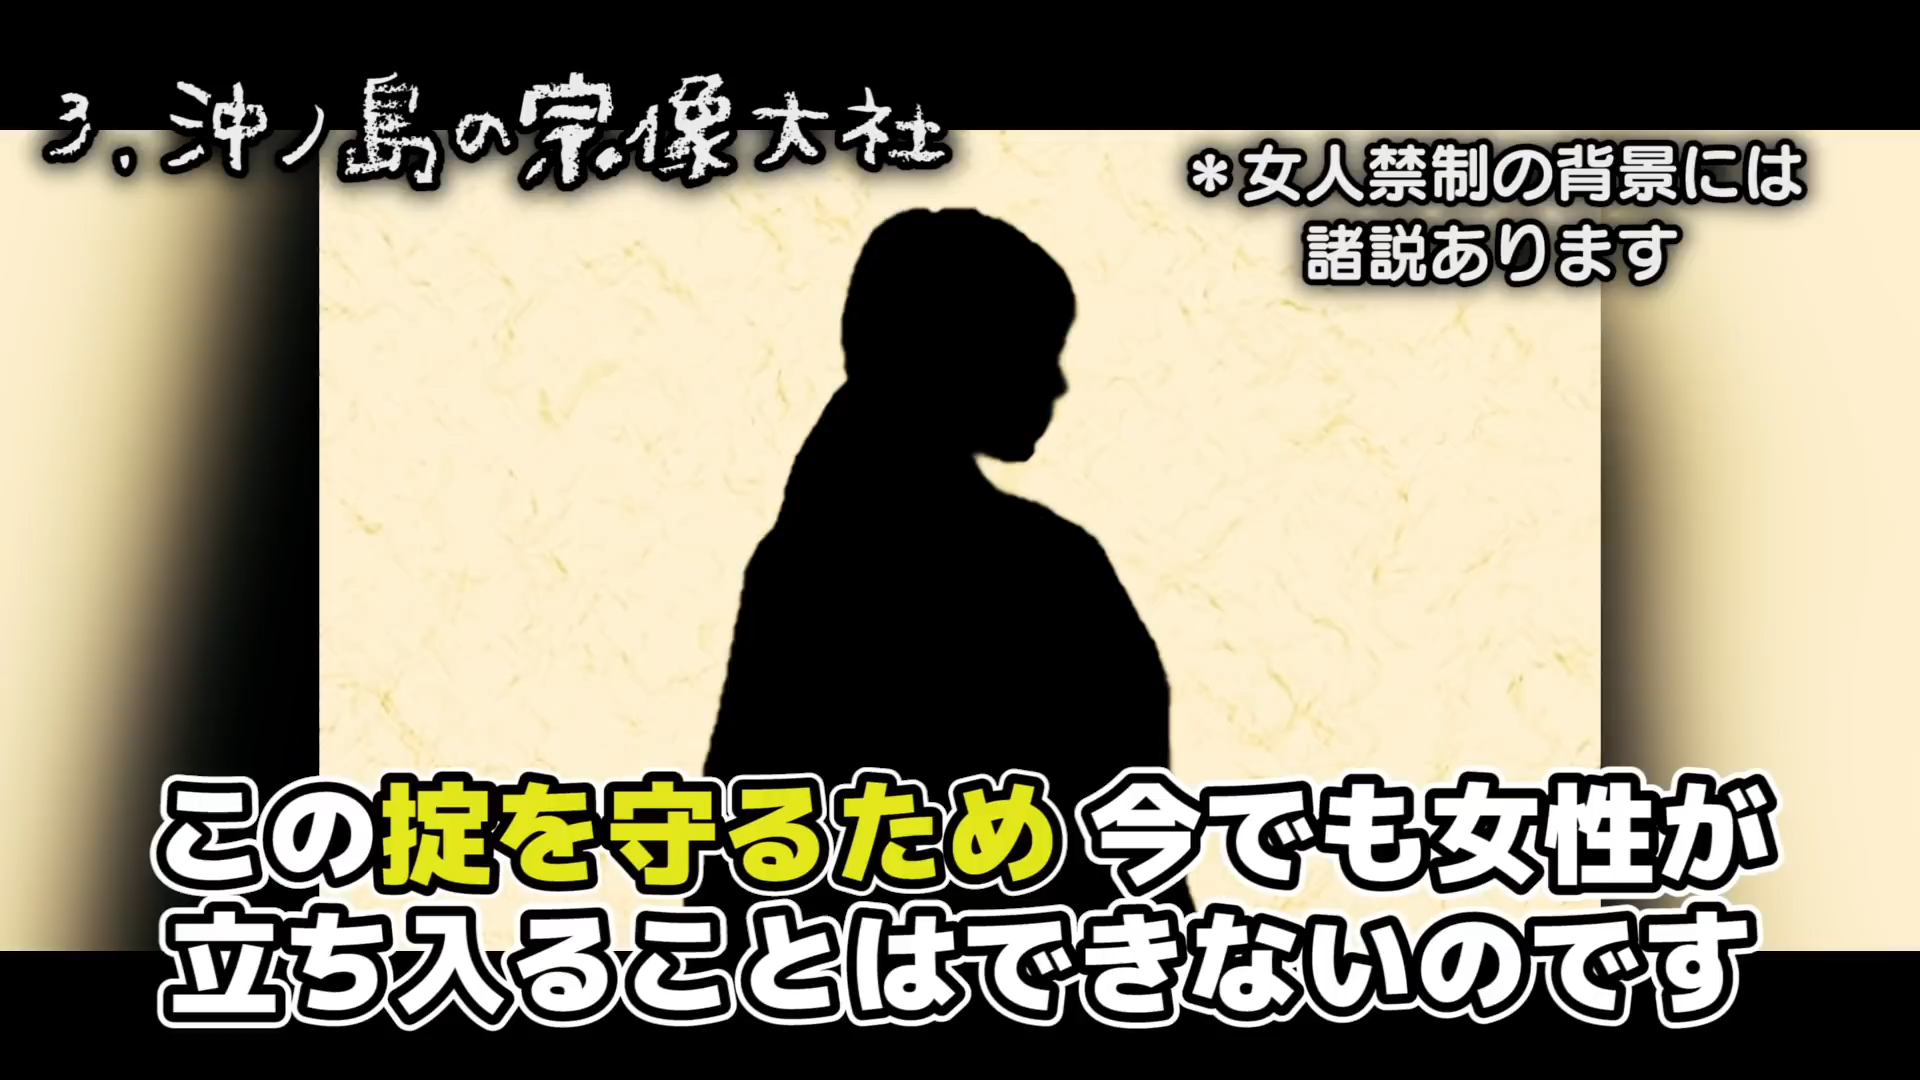 3.沖ノ島の宗像大社
*女人禁制の背景には
諸説あります
この掟を守るため 今でも女性が
立ち入ることはできないのです